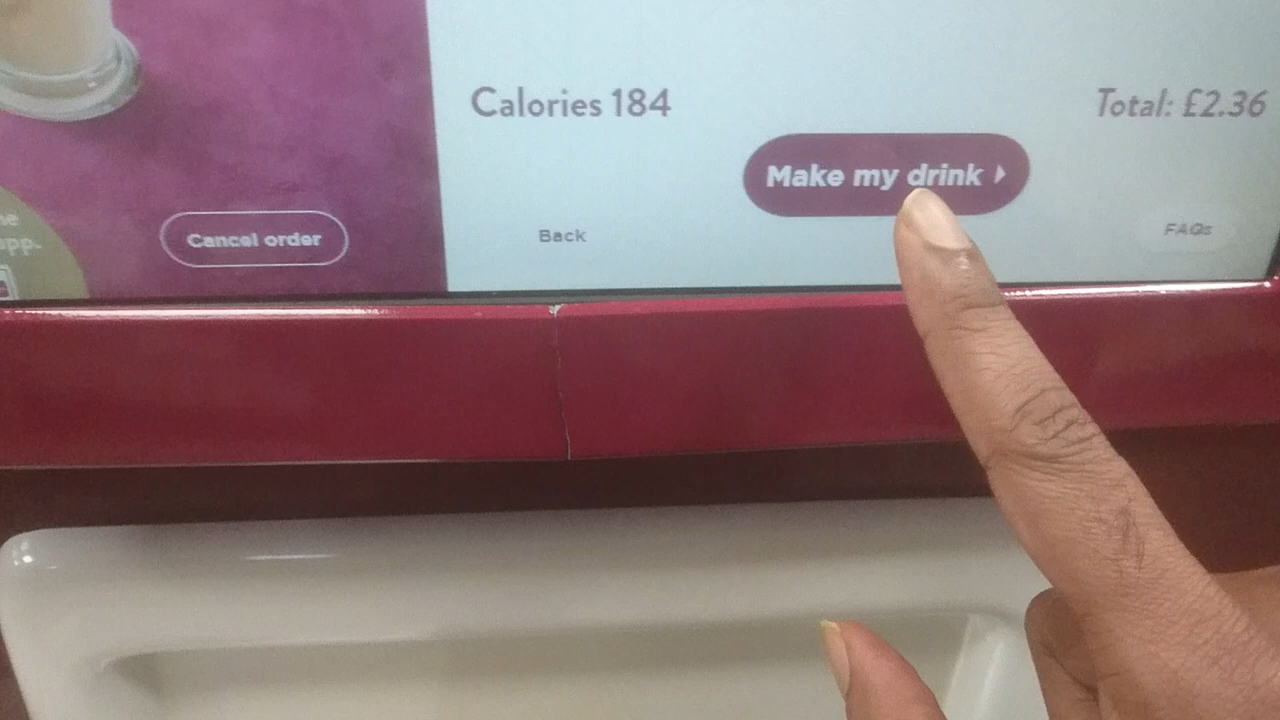 Calories 184
Total: £2.36
Make my drink
Cancel order
Back
FAQs